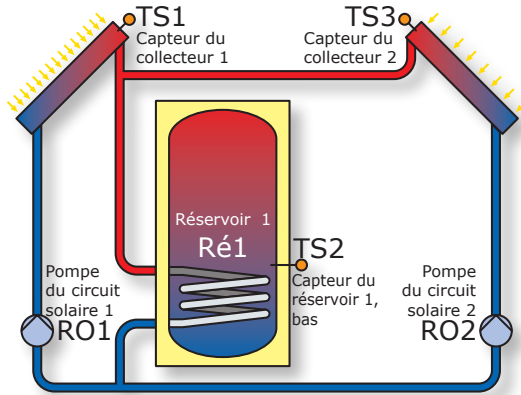 TS1
Capteur du
collecteur 1
TS3
Capteur du
collecteur 2
Réservoir 1
Ré1
TS2
Capteur du
réservoir 1,
bas
Pompe
du circuit
solaire 1
RO1
Pompe
du circuit
solaire 2
RO2